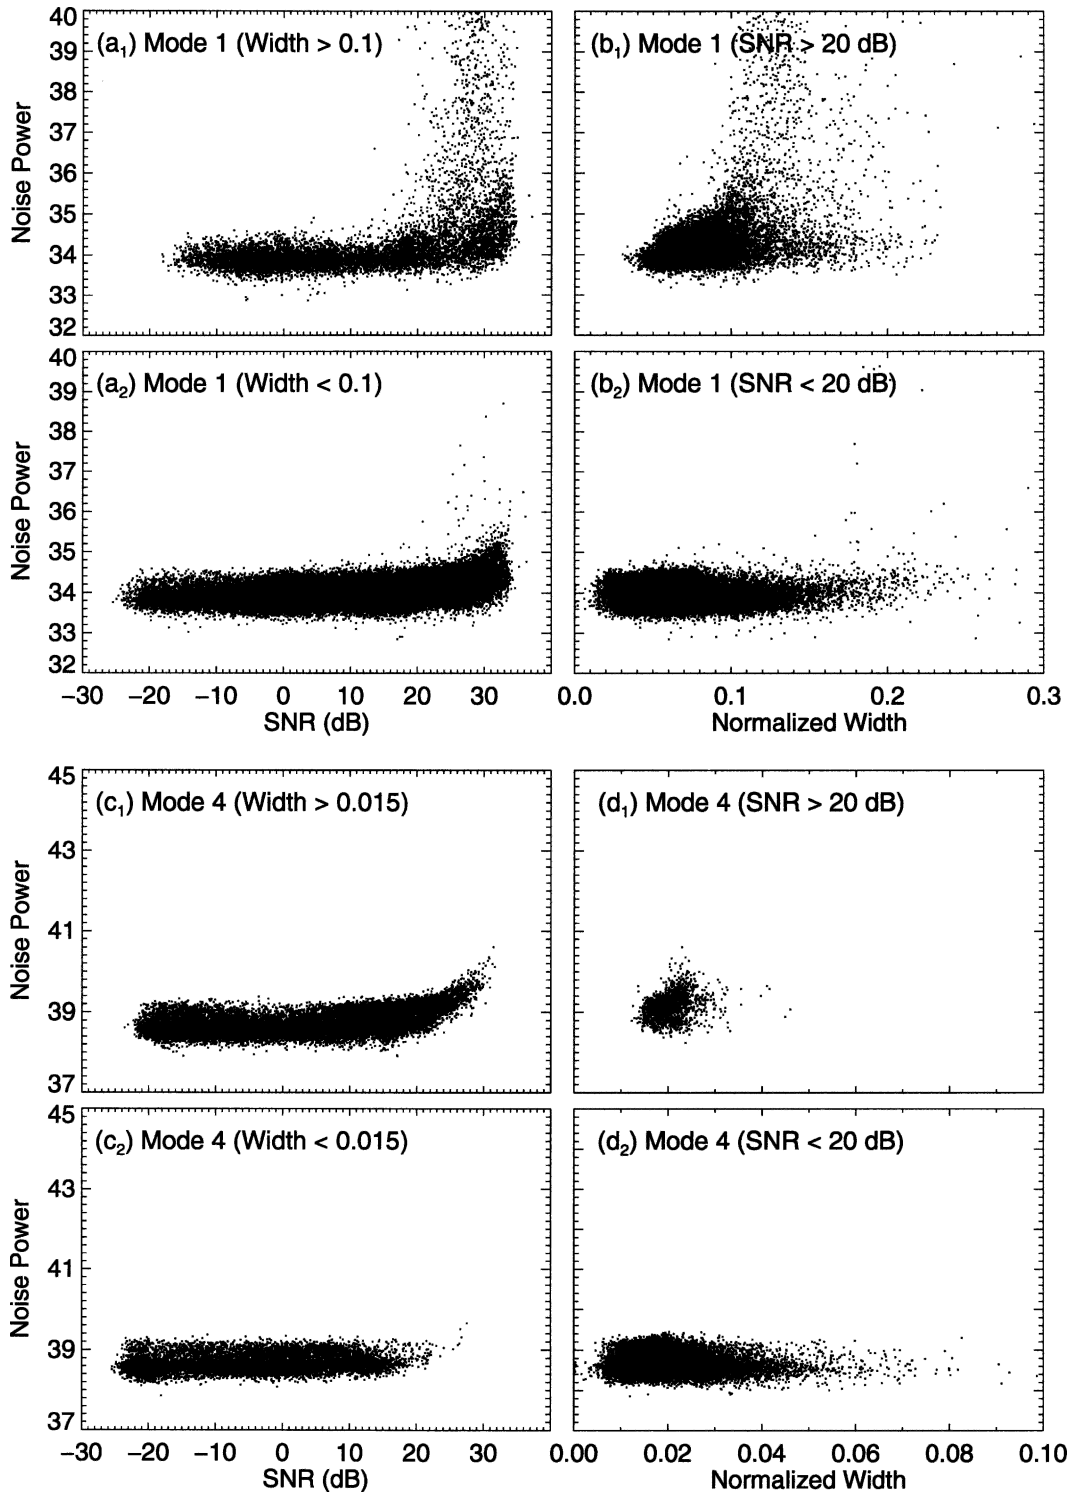 (a₁) Mode 1 (Width > 0.1)
40
39
38
37
36
35
34
33
32
Noise Power
(b₁) Mode 1 (SNR > 20 dB)
(a₂) Mode 1 (Width < 0.1)
40
39
38
37
36
35
34
33
32
Noise Power
−30 −20 −10 0 10 20 30
SNR (dB)
(b₂) Mode 1 (SNR < 20 dB)
0.0 0.1 0.2 0.3
Normalized Width
(c₁) Mode 4 (Width > 0.015)
45
43
41
39
37
Noise Power
(d₁) Mode 4 (SNR > 20 dB)
(c₂) Mode 4 (Width < 0.015)
45
43
41
39
37
Noise Power
−30 −20 −10 0 10 20 30
SNR (dB)
(d₂) Mode 4 (SNR < 20 dB)
0.00 0.02 0.04 0.06 0.08 0.10
Normalized Width